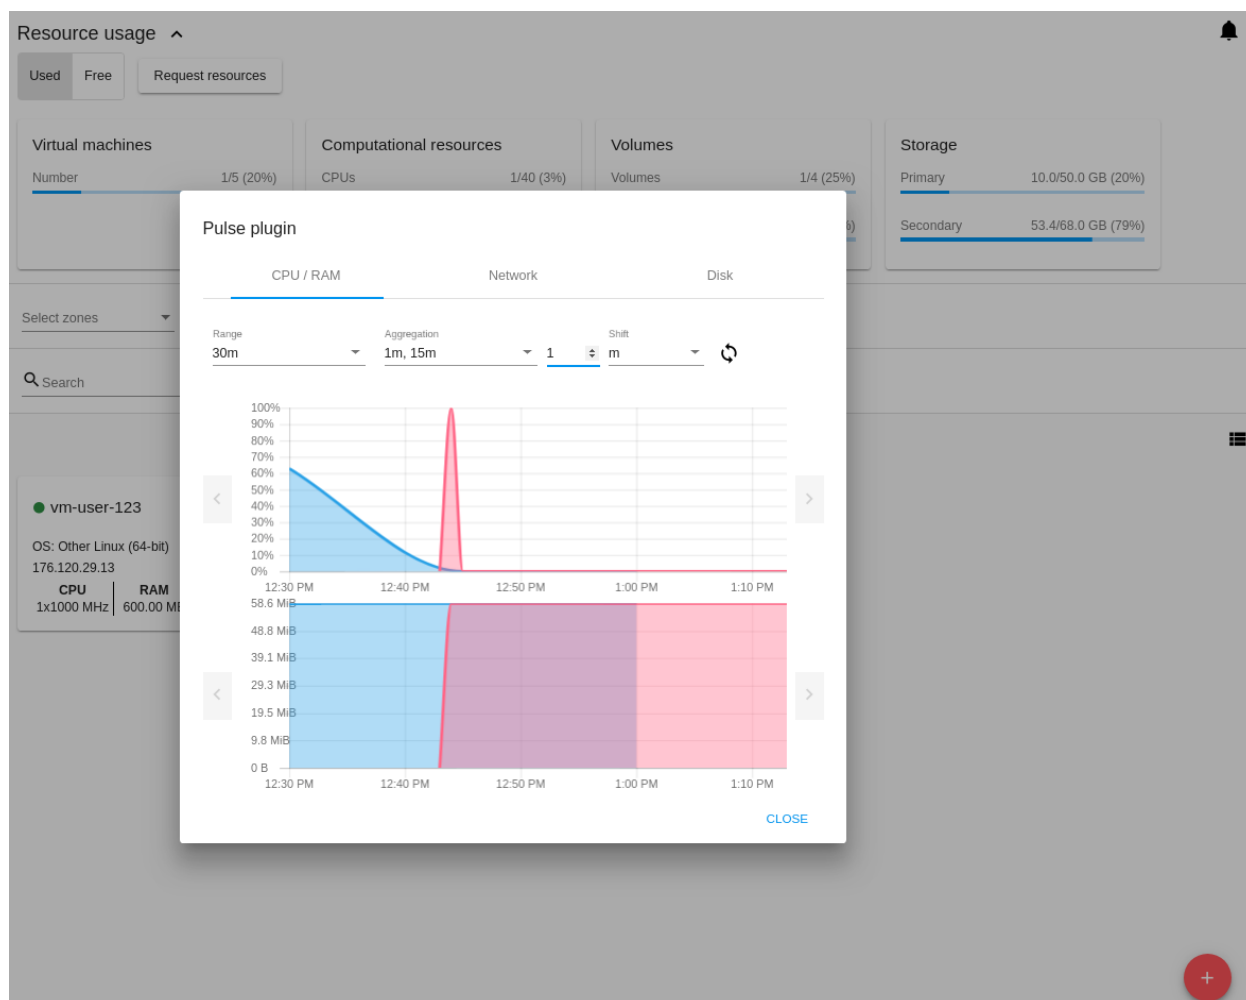 Resource usage
Used Free Request resources
Virtual machines Computational resources Volumes Storage
Number 1/5 (20%) CPUs 1/40 (3%) Volumes 1/4 (25%) Primary 10.0/50.0 GB (20%)
Secondary 53.4/68.0 GB (79%)
Pulse plugin
CPU / RAM Network Disk
Select zones
Range Aggregation Shift
30m 1m, 15m 1 m
Search
100%
90%
80%
70%
60%
50%
40%
30%
20%
10%
0%
12:30 PM 12:40 PM 12:50 PM 1:00 PM 1:10 PM
58.6 MiB
48.8 MiB
39.1 MiB
29.3 MiB
19.5 MiB
9.8 MiB
0 B
12:30 PM 12:40 PM 12:50 PM 1:00 PM 1:10 PM
CLOSE
vm-user-123
OS: Other Linux (64-bit)
176.120.29.13
CPU RAM
1x1000 MHz 600.00